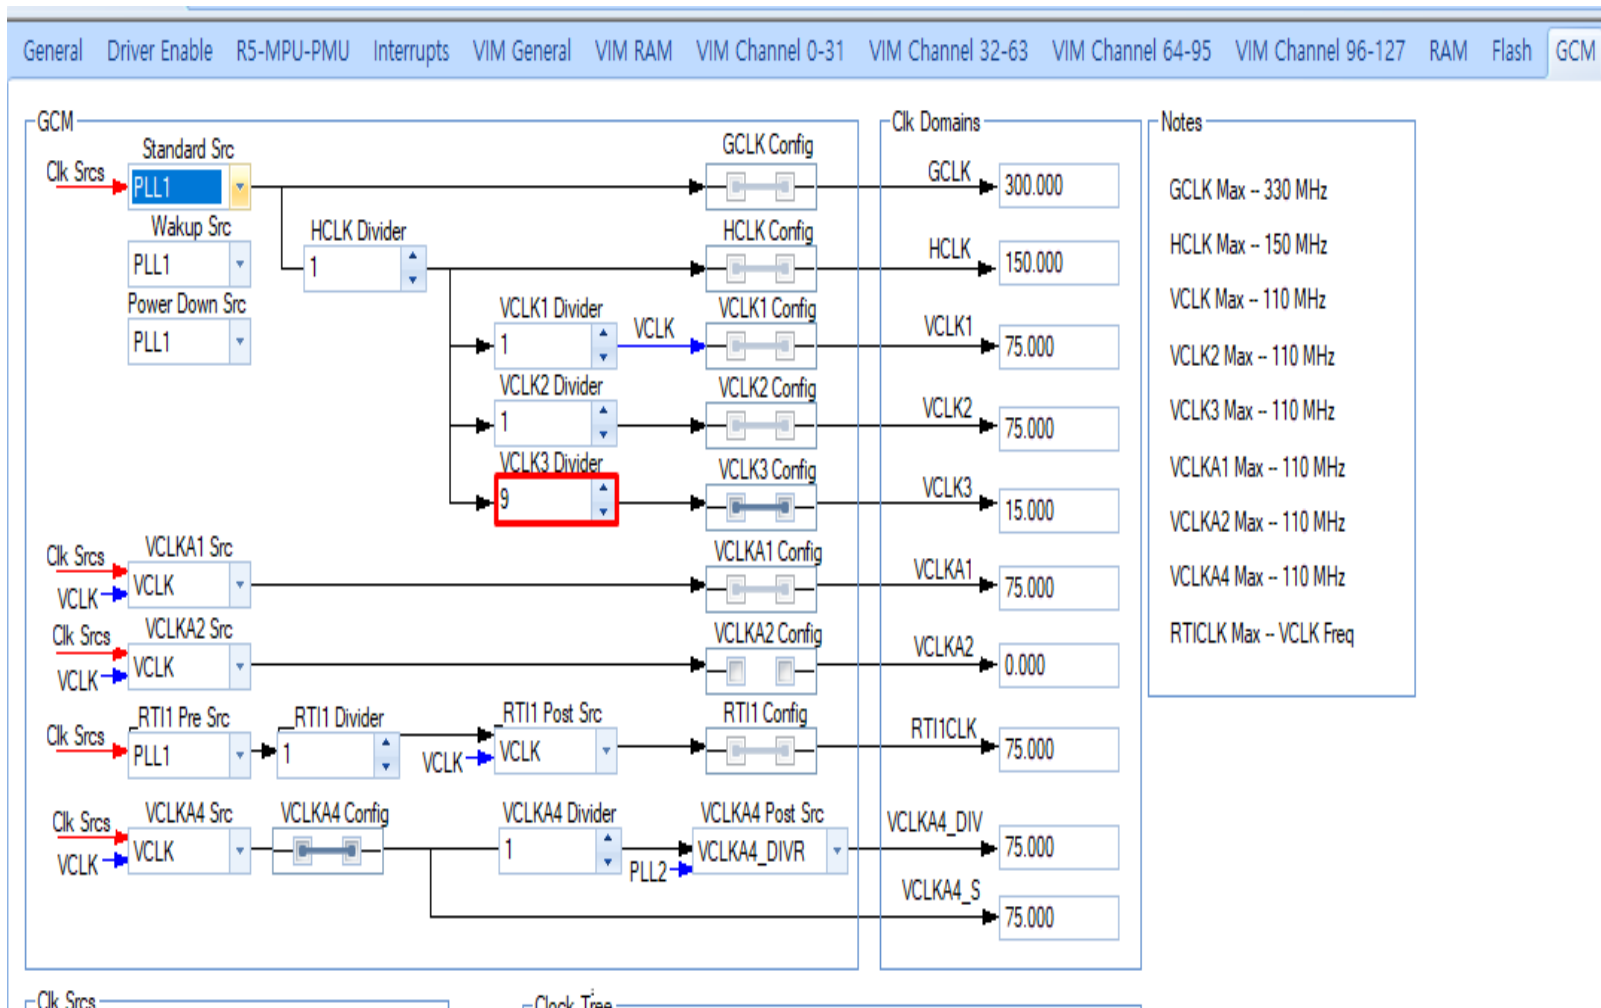 General Driver Enable R5-MPU-PMU Interrupts VIM General VIM RAM VIM Channel 0-31 VIM Channel 32-63 VIM Channel 64-95 VIM Channel 96-127 RAM Flash GCM
GCM
Standard Src
Clk Srcs
PLL1
Wakup Src
PLL1
Power Down Src
PLL1
HCLK Divider
1
GCLK Config
HCLK Config
VCLK1 Divider
1
VCLK
VCLK1 Config
VCLK2 Divider
1
VCLK2 Config
VCLK3 Divider
9
VCLK3 Config
VCLKA1 Src
Clk Srcs
VCLK
VCLK
VCLKA1 Config
VCLKA2 Src
Clk Srcs
VCLK
VCLK
VCLKA2 Config
_RTI1 Pre Src
Clk Srcs
PLL1
_RTI1 Divider
1
_RTI1 Post Src
VCLK
VCLK
RTI1 Config
VCLKA4 Src
Clk Srcs
VCLK
VCLK
VCLKA4 Config
VCLKA4 Divider
1
VCLKA4 Post Src
VCLKA4_DIVR
PLL2
Clk Domains
GCLK 300.000
HCLK 150.000
VCLK1 75.000
VCLK2 75.000
VCLK3 15.000
VCLKA1 75.000
VCLKA2 0.000
RTI1CLK 75.000
VCLKA4_DIV 75.000
VCLKA4_S 75.000
Notes
GCLK Max -- 330 MHz
HCLK Max -- 150 MHz
VCLK Max -- 110 MHz
VCLK2 Max -- 110 MHz
VCLK3 Max -- 110 MHz
VCLKA1 Max -- 110 MHz
VCLKA2 Max -- 110 MHz
VCLKA4 Max -- 110 MHz
RTICLK Max -- VCLK Freq
Clk Srcs
Clock Tree